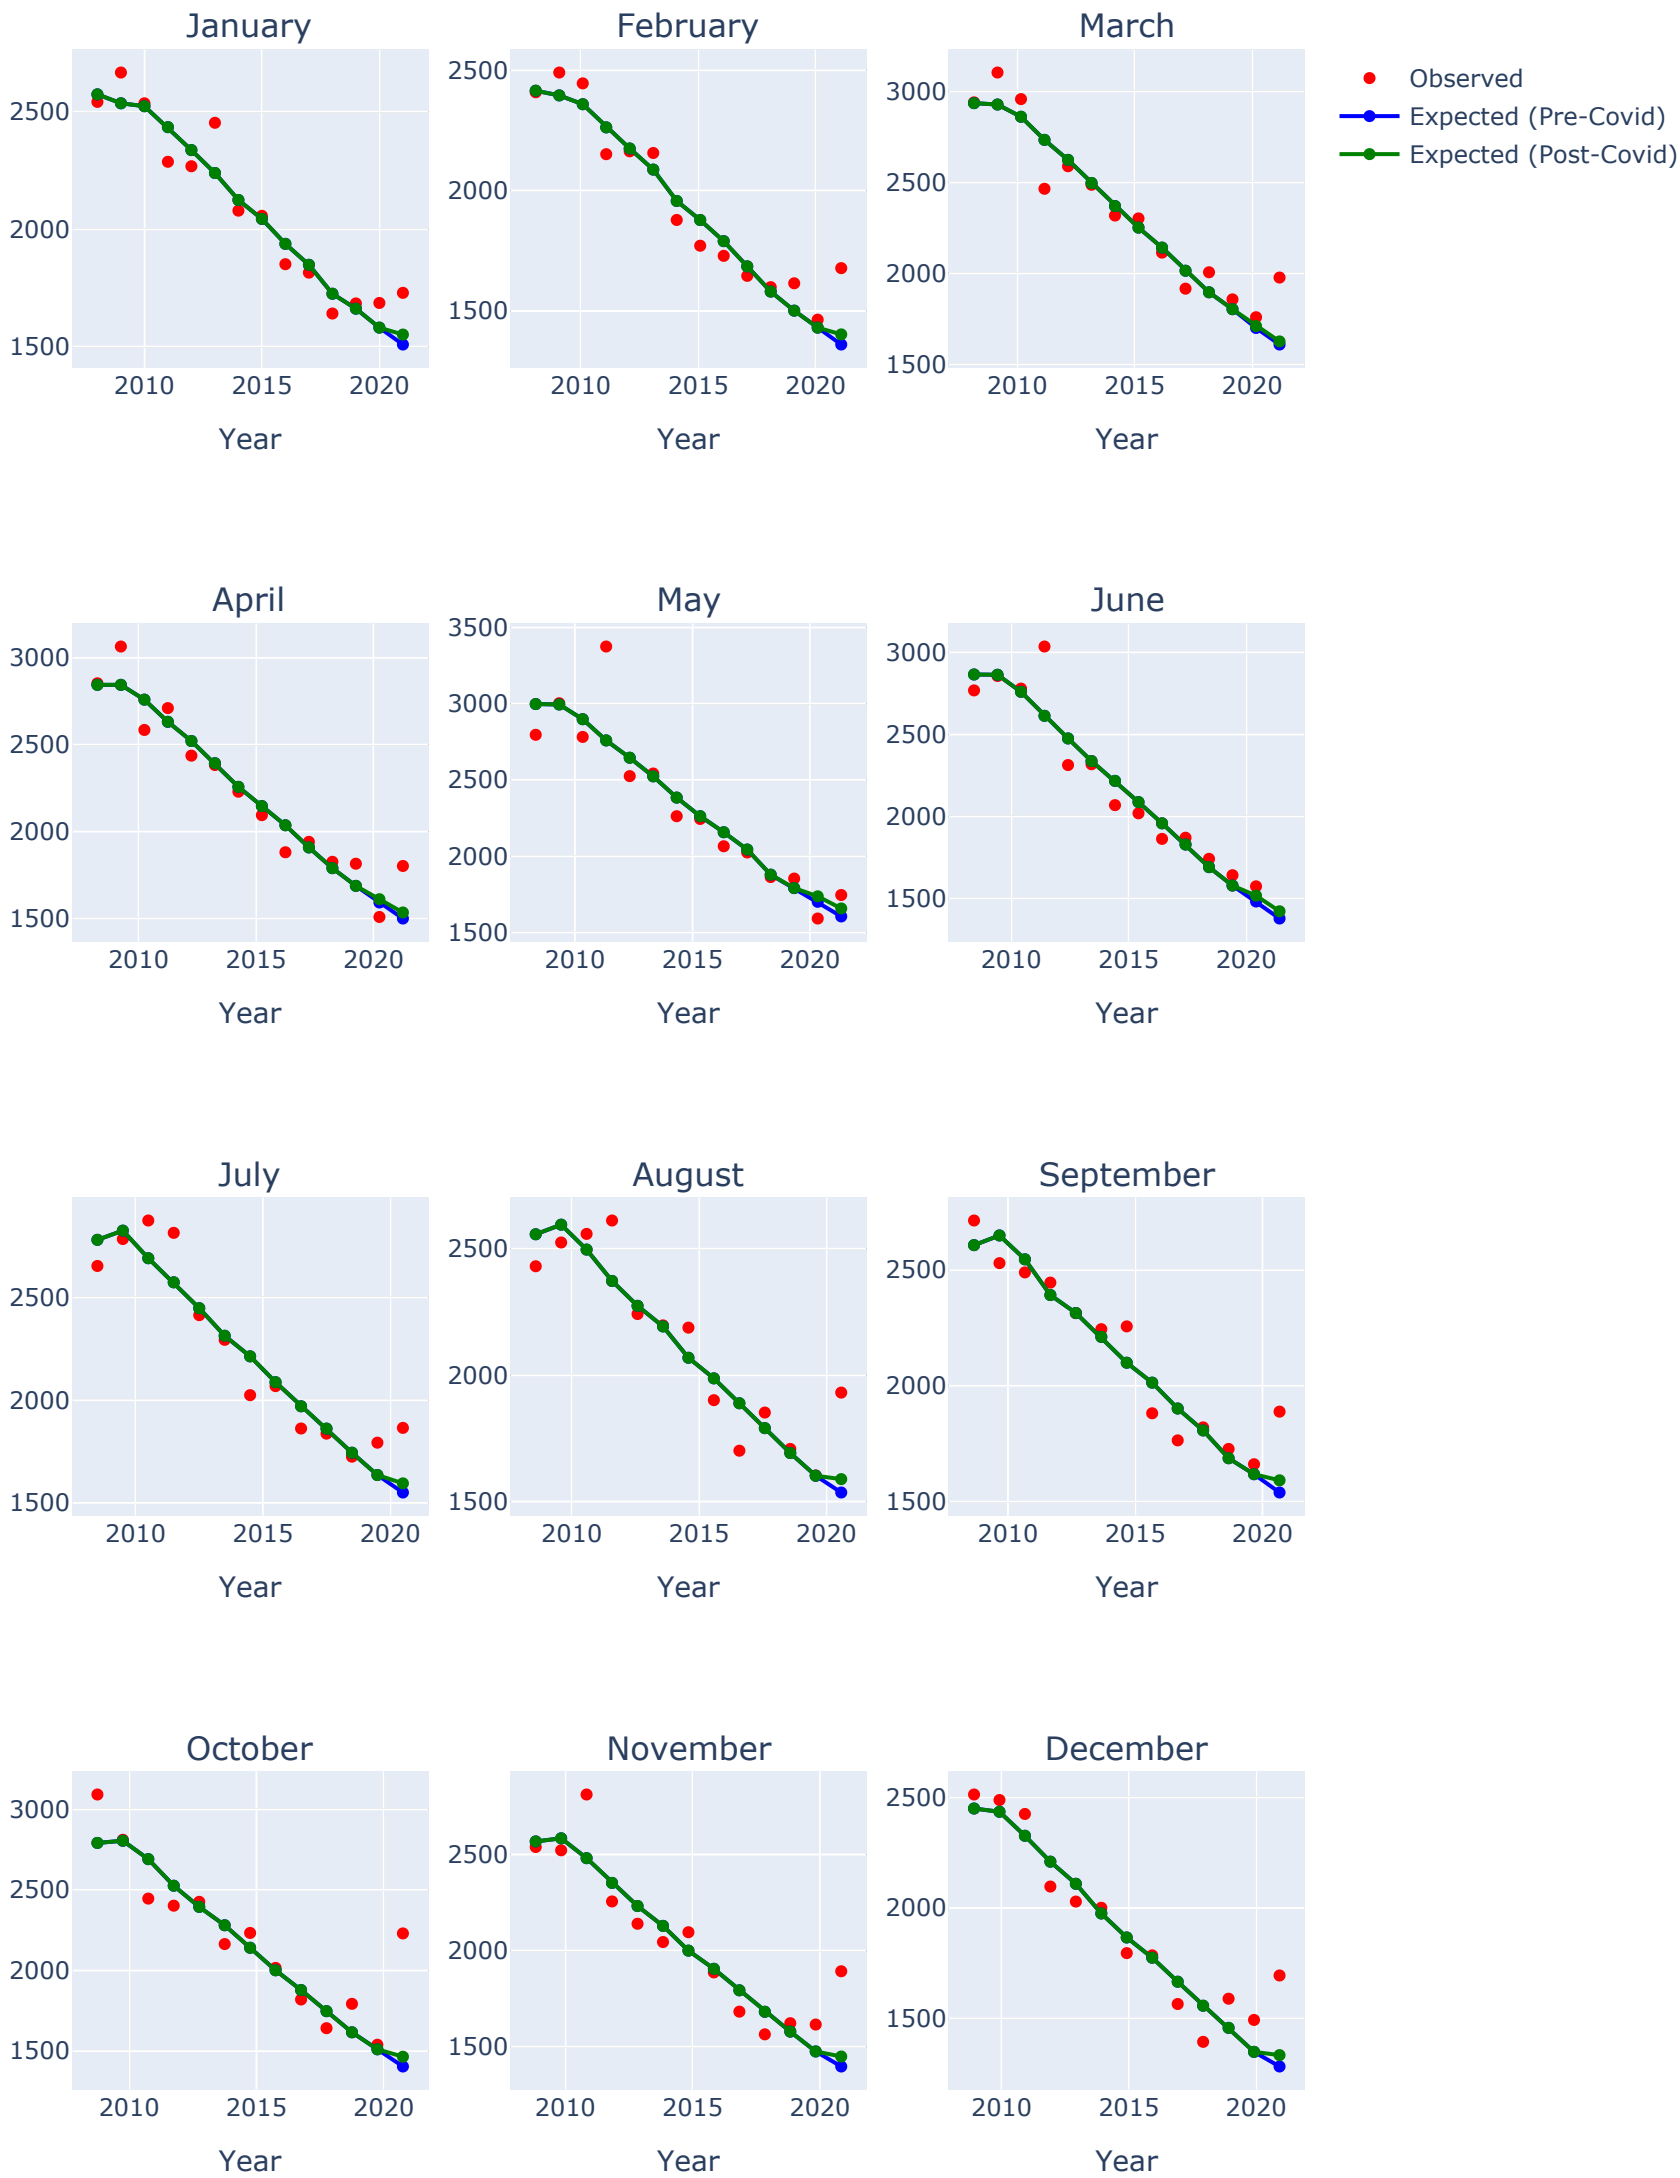 January
February
March
2500
2000
1500
2010
2015
2020
Year
2500
2000
1500
2010
2015
2020
Year
3000
2500
2000
1500
2010
2015
2020
Year
Observed
Expected (Pre-Covid)
Expected (Post-Covid)
April
May
June
3000
2500
2000
1500
2010
2015
2020
Year
3500
3000
2500
2000
1500
2010
2015
2020
Year
3000
2500
2000
1500
2010
2015
2020
Year
July
August
September
2500
2000
1500
2010
2015
2020
Year
2500
2000
1500
2010
2015
2020
Year
2500
2000
1500
2010
2015
2020
Year
October
November
December
3000
2500
2000
1500
2010
2015
2020
Year
2500
2000
1500
2010
2015
2020
Year
2500
2000
1500
2010
2015
2020
Year